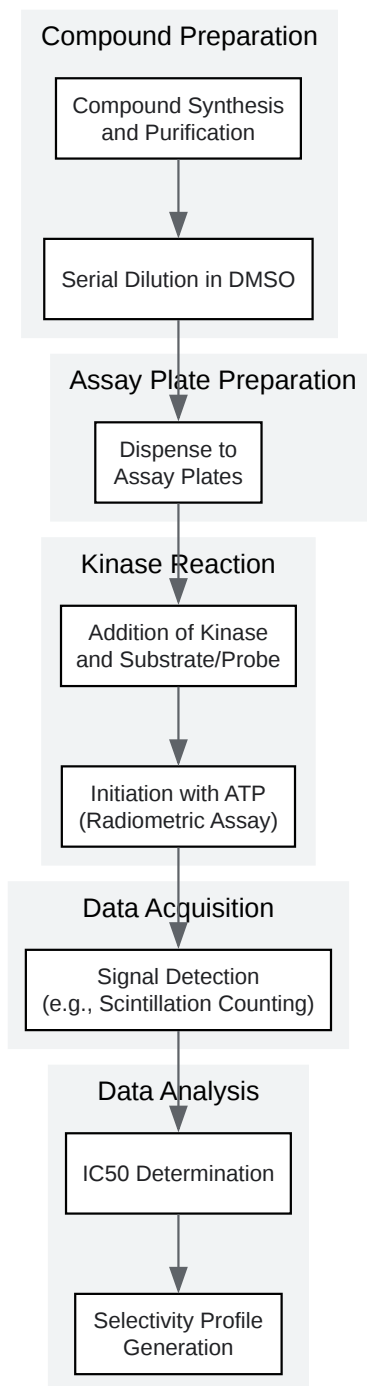 Compound Preparation
Compound Synthesis
and Purification
Serial Dilution in DMSO
Assay Plate Preparation
Dispense to
Assay Plates
Kinase Reaction
Addition of Kinase
and Substrate/Probe
Initiation with ATP
(Radiometric Assay)
Data Acquisition
Signal Detection
(e.g., Scintillation Counting)
Data Analysis
IC50 Determination
Selectivity Profile
Generation